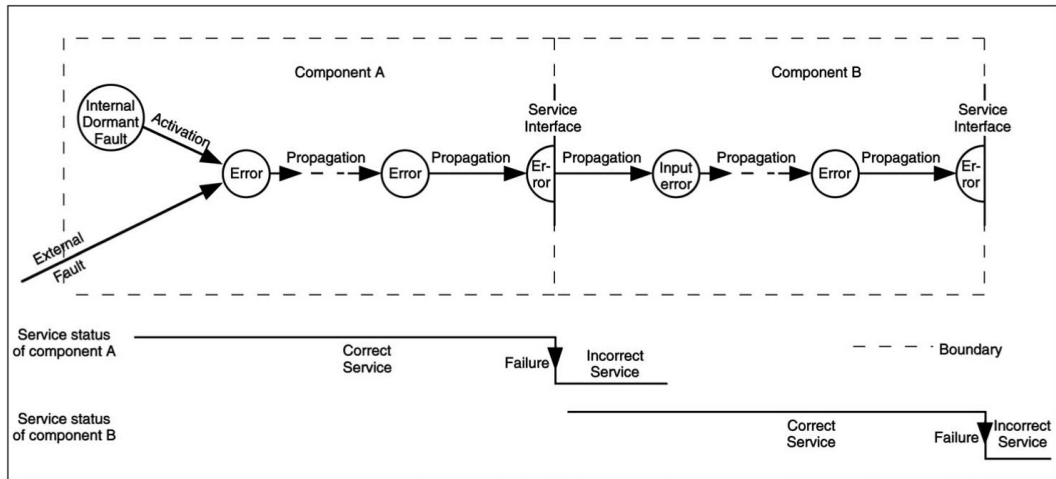 Component A
Component B
Internal
Dormant
Fault
Activation
Service
Interface
Service
Interface
Error
Propagation
Error
Propagation
Er-
ror
Propagation
Input
error
Propagation
Error
Propagation
Er-
ror
External
Fault
Service status
of component A
Correct
Service
Failure
Incorrect
Service
Boundary
Service status
of component B
Correct
Service
Failure
Incorrect
Service